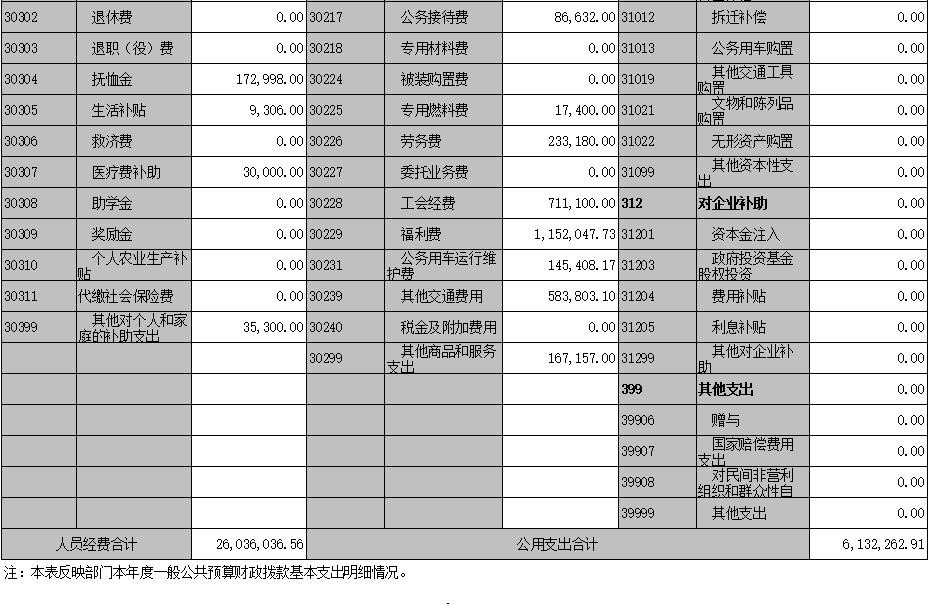 30302 退休费 0.00 30217 公务接待费 86,632.00 31012 拆迁补偿 0.00
30303 退职（役）费 0.00 30218 专用材料费 0.00 31013 公务用车购置 0.00
30304 抚恤金 172,998.00 30224 被装购置费 0.00 31019 其他交通工具购置 0.00
30305 生活补贴 9,306.00 30225 专用燃料费 17,400.00 31021 文物和陈列品购置 0.00
30306 救济费 0.00 30226 劳务费 233,180.00 31022 无形资产购置 0.00
30307 医疗费补助 30,000.00 30227 委托业务费 0.00 31099 其他资本性支出 0.00
30308 助学金 0.00 30228 工会经费 711,100.00 312 对企业补助 0.00
30309 奖励金 0.00 30229 福利费 1,152,047.73 31201 资本金注入 0.00
30310 个人农业生产补贴 0.00 30231 公务用车运行维护费 145,408.17 31203 政府投资基金股权投资 0.00
30311 代缴社会保险费 0.00 30239 其他交通费用 583,803.10 31204 费用补贴 0.00
30399 其他对个人和家庭的补助支出 35,300.00 30240 税金及附加费用 0.00 31205 利息补贴 0.00
30299 其他商品和服务支出 167,157.00 31299 其他对企业补助 0.00
399 其他支出 0.00
39906 赠与 0.00
39907 国家赔偿费用支出 0.00
39908 对民间非营利组织和群众性自 0.00
39999 其他支出 0.00
人员经费合计 26,036,036.56 公用支出合计 6,132,262.91
注：本表反映部门本年度一般公共预算财政拨款基本支出明细情况。